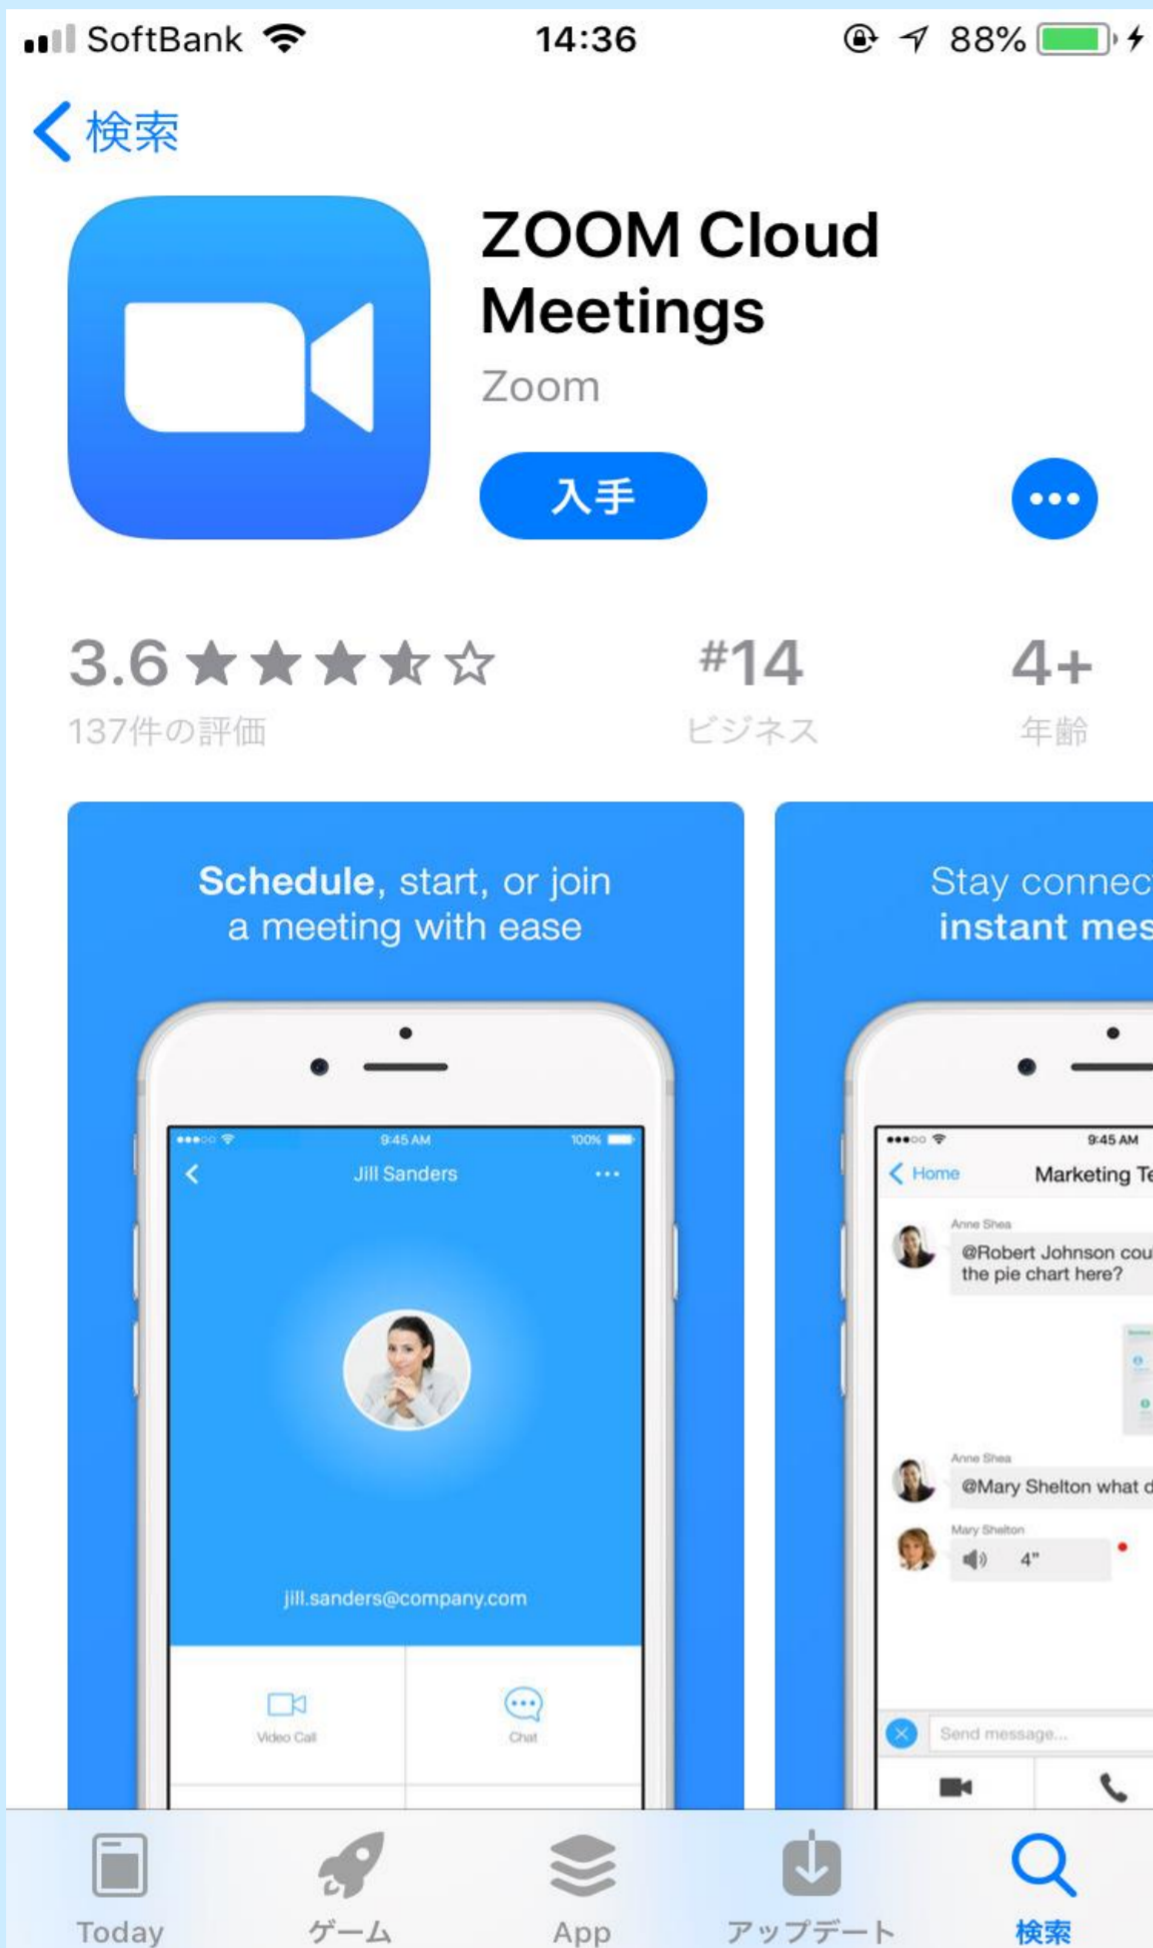 SoftBank 14:36 88%
検索
ZOOM Cloud
Meetings
Zoom
入手
3.6 #14 4+
137件の評価 ビジネス 年齢
Schedule, start, or join
a meeting with ease
9:45 AM 100%
Jill Sanders
jill.sanders@company.com
Video Call Chat
Stay connec
instant mes
9:45 AM
Home Marketing Te
Anne Shea
@Robert Johnson cou
the pie chart here?
Anne Shea
@Mary Shelton what d
Mary Shelton
4"
Send message...
Today ゲーム App アップデート 検索